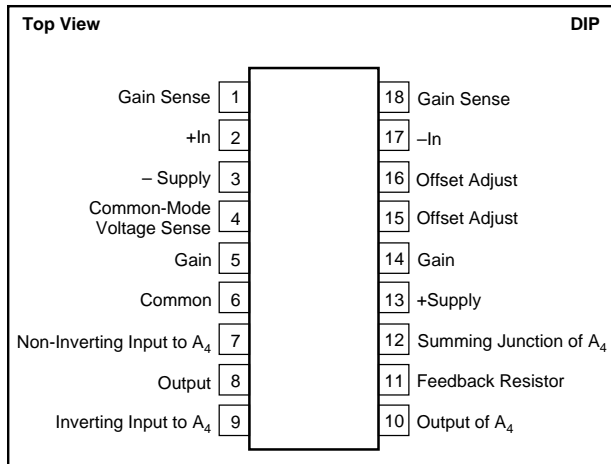 Top View DIP
Gain Sense 1 18 Gain Sense
+In 2 17 –In
– Supply 3 16 Offset Adjust
Common-Mode
Voltage Sense 4 15 Offset Adjust
Gain 5 14 Gain
Common 6 13 +Supply
Non-Inverting Input to A₄ 7 12 Summing Junction of A₄
Output 8 11 Feedback Resistor
Inverting Input to A₄ 9 10 Output of A₄